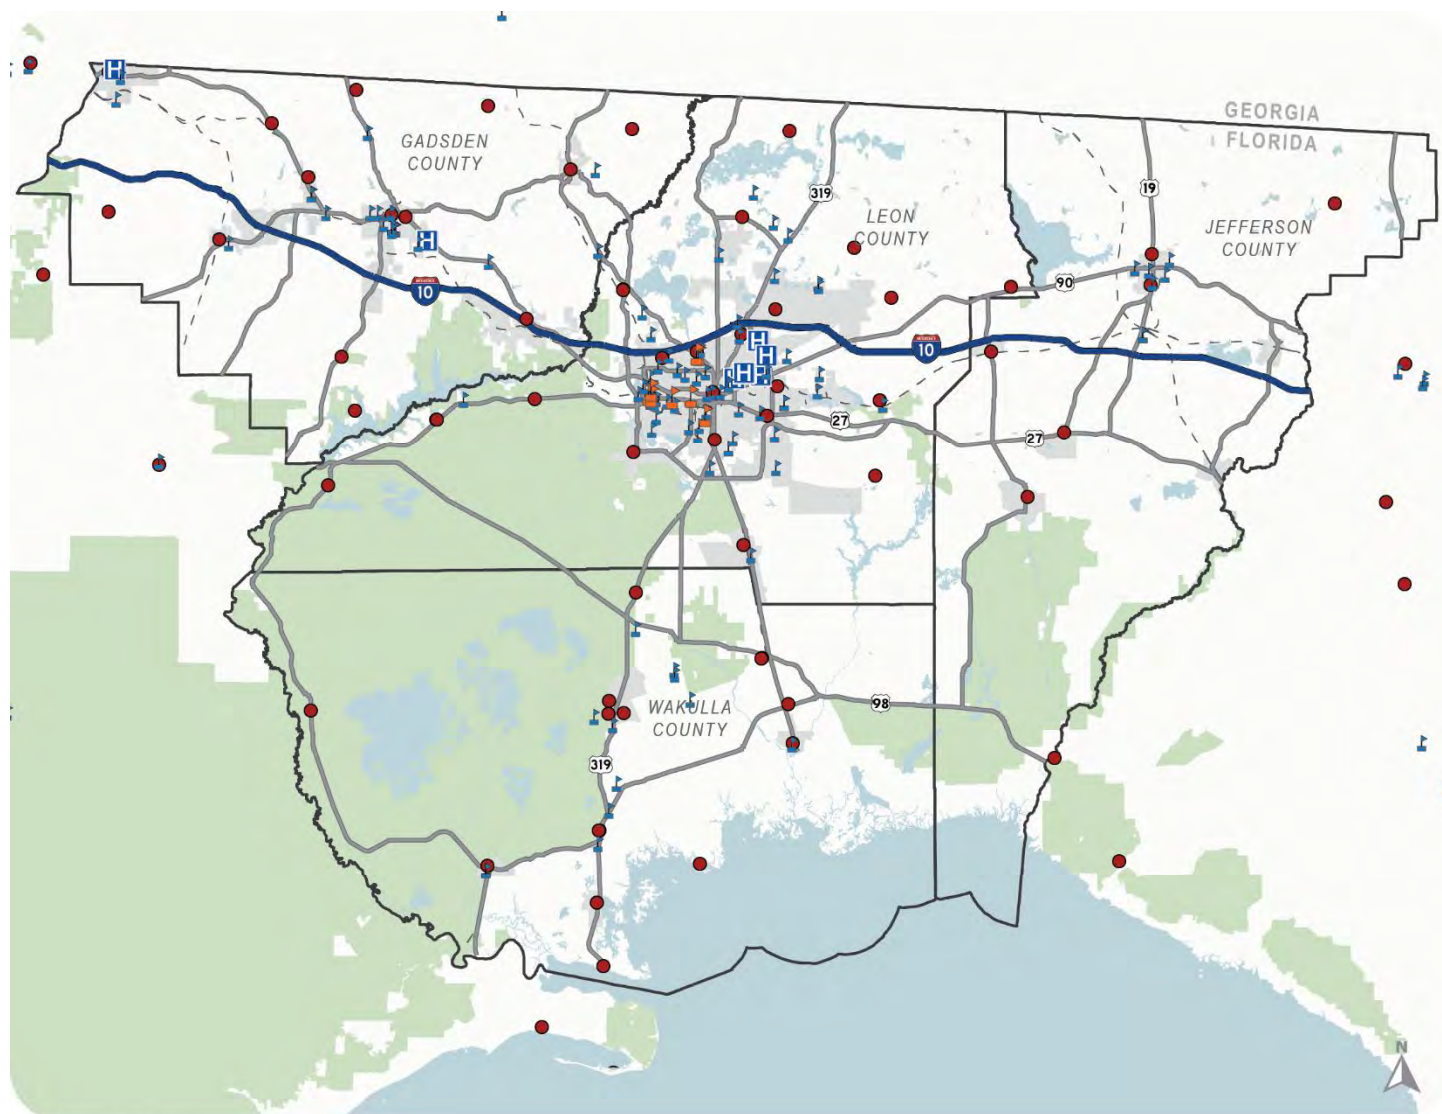 H
GEORGIA
FLORIDA
GADSDEN
COUNTY
19
319
LEON
COUNTY
JEFFERSON
COUNTY
H
90
10
H
10
H
H
27
27
WAKULLA
COUNTY
98
319
N